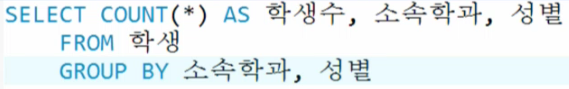 SELECT COUNT(*) AS 학생수, 소속학과, 성별
FROM 학생
GROUP BY 소속학과, 성별